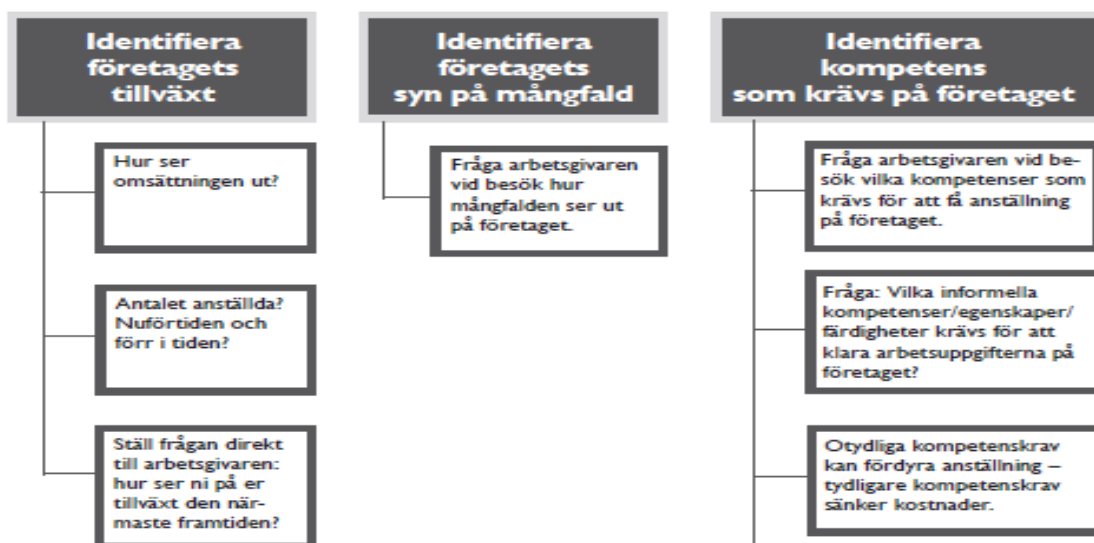 Identifiera
företagets
tillväxt
Hur ser
omsättningen ut?
Antalet anställda?
Nuförtiden och
förr i tiden?
Ställ frågan direkt
till arbetsgivaren:
hur ser ni på er
tillväxt den när-
maste framtiden?
Identifiera
företagets
syn på mångfald
Fråga arbetsgivaren
vid besök hur
mångfalden ser ut
på företaget.
Identifiera
kompetens
som krävs på företaget
Fråga arbetsgivaren vid be-
sök vilka kompetenser som
krävs för att få anställning
på företaget.
Fråga: Vilka informella
kompetenser/egenskaper/
färdigheter krävs för att
klara arbetsuppgifterna på
företaget?
Otydliga kompetenskrav
kan fördyra anställning –
tydligare kompetenskrav
sänker kostnader.